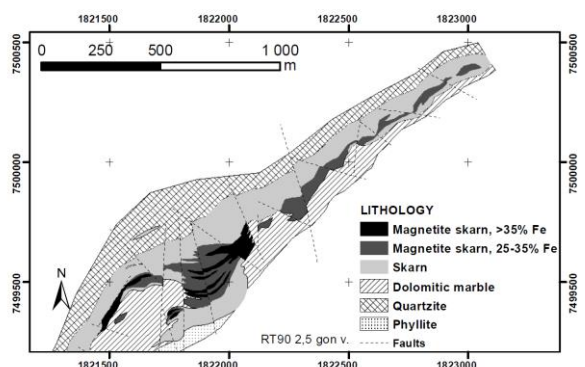 1821500 1822000 1822500 1823000
0 250 500 1 000
m
7500500 7500500
7500000 7500000
7499500 7499500
N
LITHOLOGY
Magnetite skarn, >35% Fe
Magnetite skarn, 25-35% Fe
Skarn
Dolomitic marble
Quartzite
Phyllite
Faults
RT90 2,5 gon v.
1821500 1822000 1822500 1823000